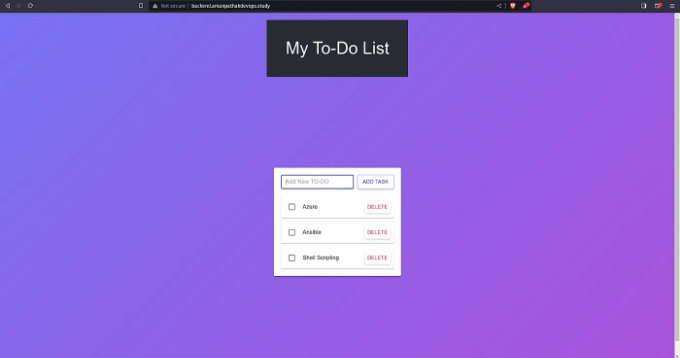 Not secure backend.amanpathakdevops.study
My To-Do List
Add New TO-DO ADD TASK
Azure DELETE
Ansible DELETE
Shell Scripting DELETE